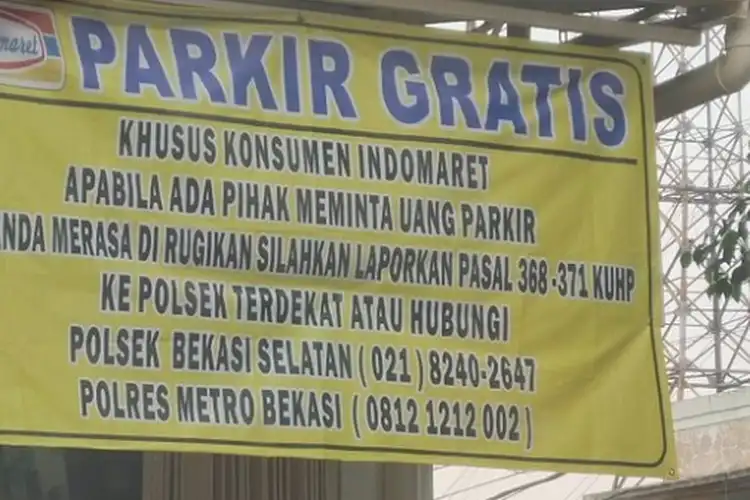 PARKIR GRATIS
KHUSUS KONSUMEN INDOMARET
APABILA ADA PIHAK MEMINTA UANG PARKIR
NDA MERASA DI RUGIKAN SILAHKAN LAPORKAN PASAL 368-371 KUHP
KE POLSEK TERDEKAT ATAU HUBUNGI
POLSEK BEKASI SELATAN ( 021 ) 8240-2647
POLRES METRO BEKASI ( 0812 1212 002 )